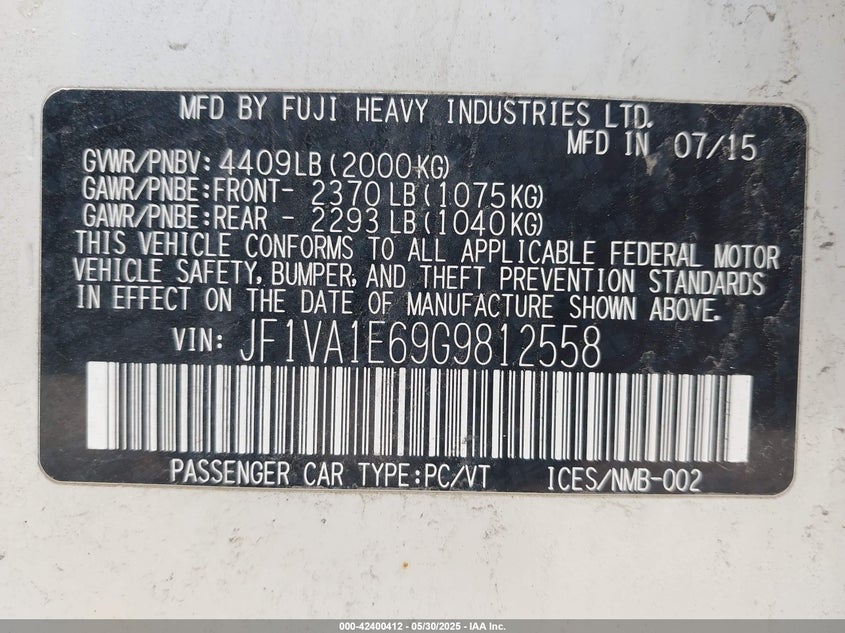 MFD BY FUJI HEAVY INDUSTRIES LTD.
MFD IN 07/15
GVWR/PNBV: 4409LB (2000KG)
GAWR/PNBE: FRONT- 2370 LB (1075KG)
GAWR/PNBE: REAR - 2293 LB (1040KG)
THIS VEHICLE CONFORMS TO ALL APPLICABLE FEDERAL MOTOR
VEHICLE SAFETY, BUMPER, AND THEFT PREVENTION STANDARDS
IN EFFECT ON THE DATE OF MANUFACTURE SHOWN ABOVE.
VIN: JF1VA1E69G9812558
PASSENGER CAR TYPE:PC/VT ICES/NMB-002
000-42400412 - 05/30/2025 - IAA Inc.